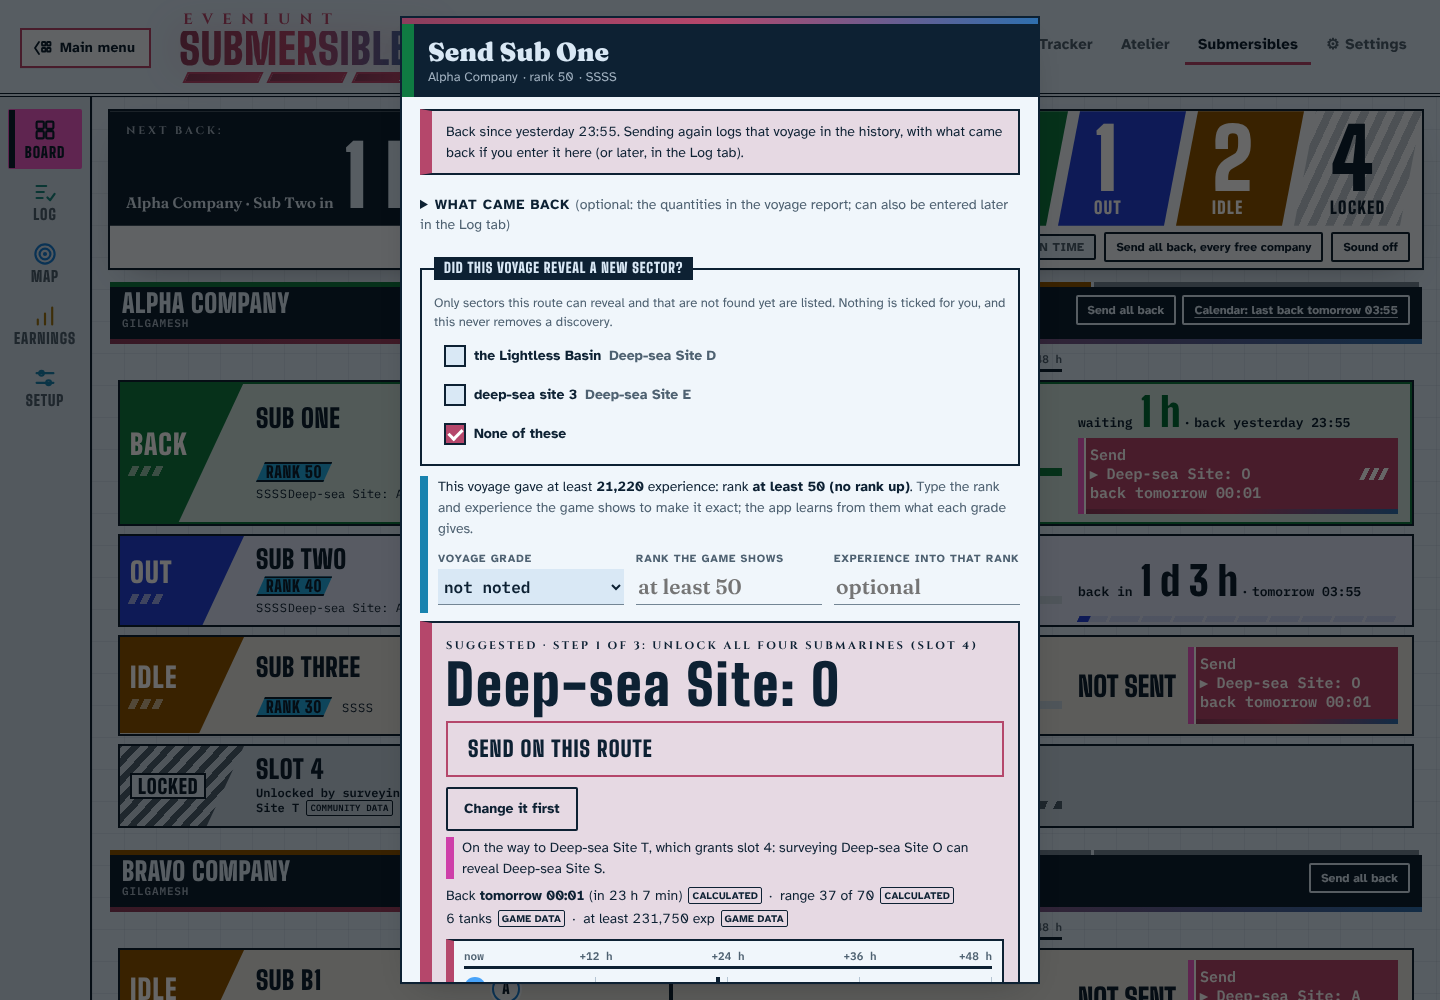 Main menu
EVENIUNT
SUBMERSIBLE
Tracker
Atelier
Submersibles
Settings
BOARD
LOG
MAP
EARNINGS
SETUP
NEXT BACK:
Alpha Company · Sub Two in
1
1
OUT
2
IDLE
4
LOCKED
N TIME
Send all back, every free company
Sound off
ALPHA COMPANY
GILGAMESH
Send all back
Calendar: last back tomorrow 03:55
48 h
BACK
SUB ONE
RANK 50
SSSSDeep-sea Site: A
waiting 1 h · back yesterday 23:55
Send
▶ Deep-sea Site: O
back tomorrow 00:01
OUT
SUB TWO
RANK 40
SSSSDeep-sea Site: A
back in 1 d 3 h · tomorrow 03:55
IDLE
SUB THREE
RANK 30
SSSS
NOT SENT
Send
▶ Deep-sea Site: O
back tomorrow 00:01
LOCKED
SLOT 4
Unlocked by surveyin
Site T COMMUNITY DATA
BRAVO COMPANY
GILGAMESH
Send all back
48 h
IDLE
SUB B1
NOT SENT
Send
▶ Deep-sea Site: A
Send Sub One
Alpha Company · rank 50 · SSSS
Back since yesterday 23:55. Sending again logs that voyage in the history, with what came
back if you enter it here (or later, in the Log tab).
▶ WHAT CAME BACK (optional: the quantities in the voyage report; can also be entered later
in the Log tab)
DID THIS VOYAGE REVEAL A NEW SECTOR?
Only sectors this route can reveal and that are not found yet are listed. Nothing is ticked for you, and
this never removes a discovery.
the Lightless Basin Deep-sea Site D
deep-sea site 3 Deep-sea Site E
None of these
This voyage gave at least 21,220 experience: rank at least 50 (no rank up). Type the rank
and experience the game shows to make it exact; the app learns from them what each grade
gives.
VOYAGE GRADE
RANK THE GAME SHOWS
EXPERIENCE INTO THAT RANK
not noted
at least 50
optional
SUGGESTED · STEP 1 OF 3: UNLOCK ALL FOUR SUBMARINES (SLOT 4)
Deep-sea Site: O
SEND ON THIS ROUTE
Change it first
On the way to Deep-sea Site T, which grants slot 4: surveying Deep-sea Site O can
reveal Deep-sea Site S.
Back tomorrow 00:01 (in 23 h 7 min) CALCULATED · range 37 of 70 CALCULATED
6 tanks GAME DATA · at least 231,750 exp GAME DATA
now
+12 h
+24 h
+36 h
+48 h
A